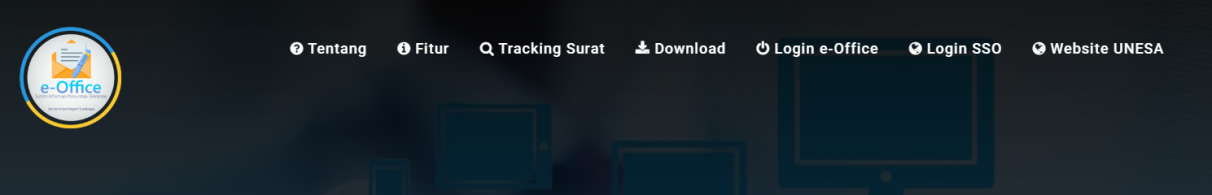 Tentang
Fitur
Tracking Surat
Download
Login e-Office
Login SSO
Website UNESA
e-Office